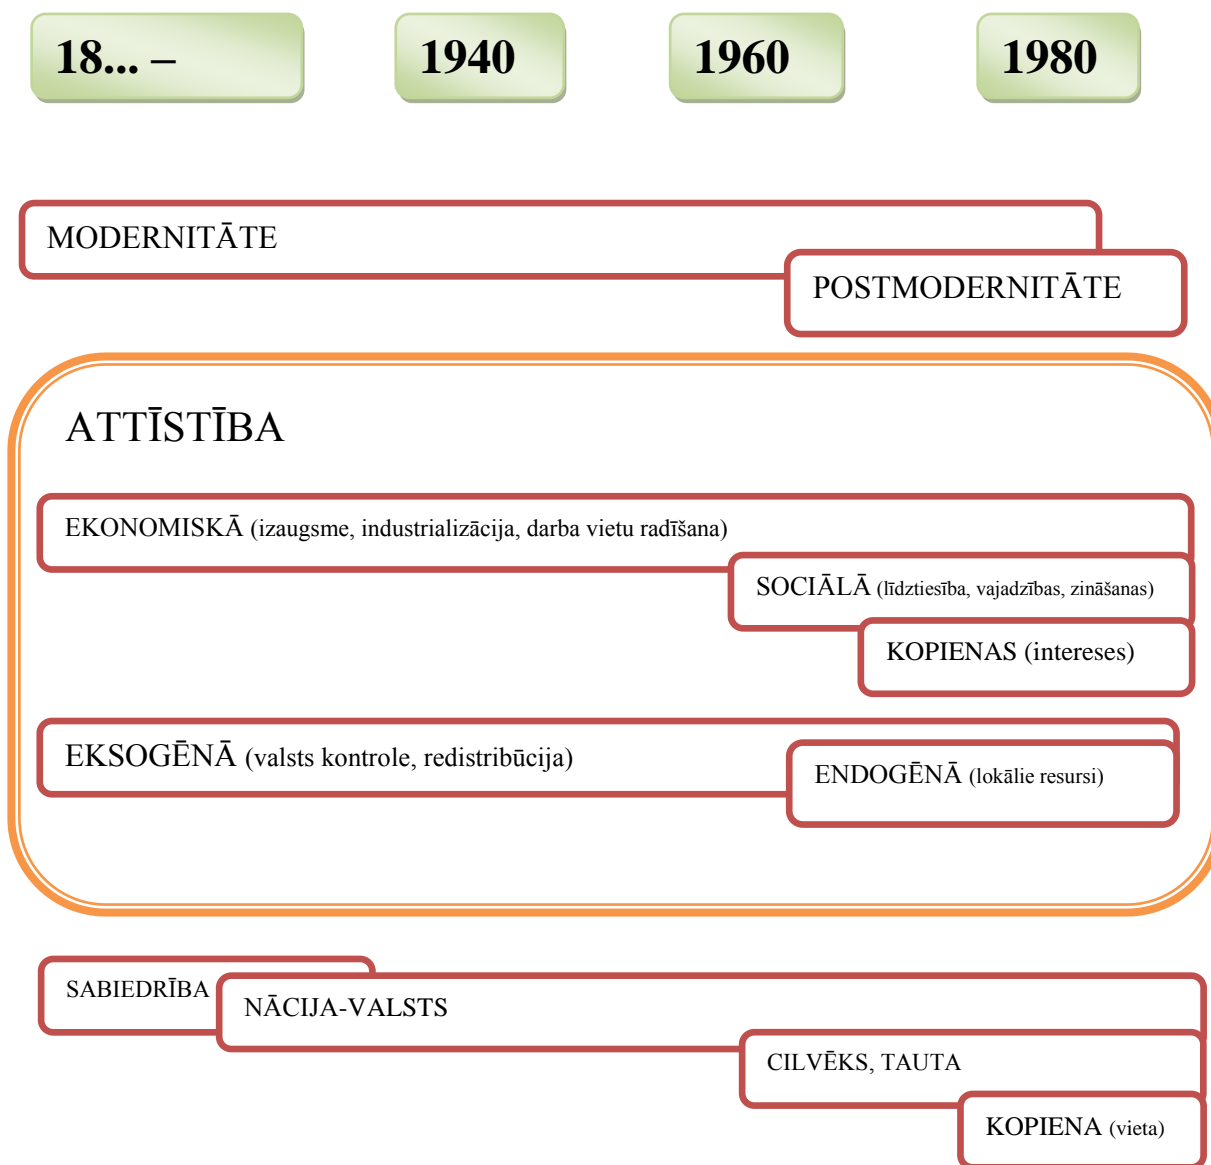 18... –
1940
1960
1980
MODERNITĀTE
POSTMODERNITĀTE
ATTĪSTĪBA
EKONOMISKĀ (izaugsme, industrializācija, darba vietu radīšana)
SOCIĀLĀ (līdztiesība, vajadzības, zināšanas)
KOPIENAS (intereses)
EKSOGĒNĀ (valsts kontrole, redistribūcija)
ENDOGĒNĀ (lokālie resursi)
SABIEDRĪBA
NĀCIJA-VALSTS
CILVĒKS, TAUTA
KOPIENA (vieta)